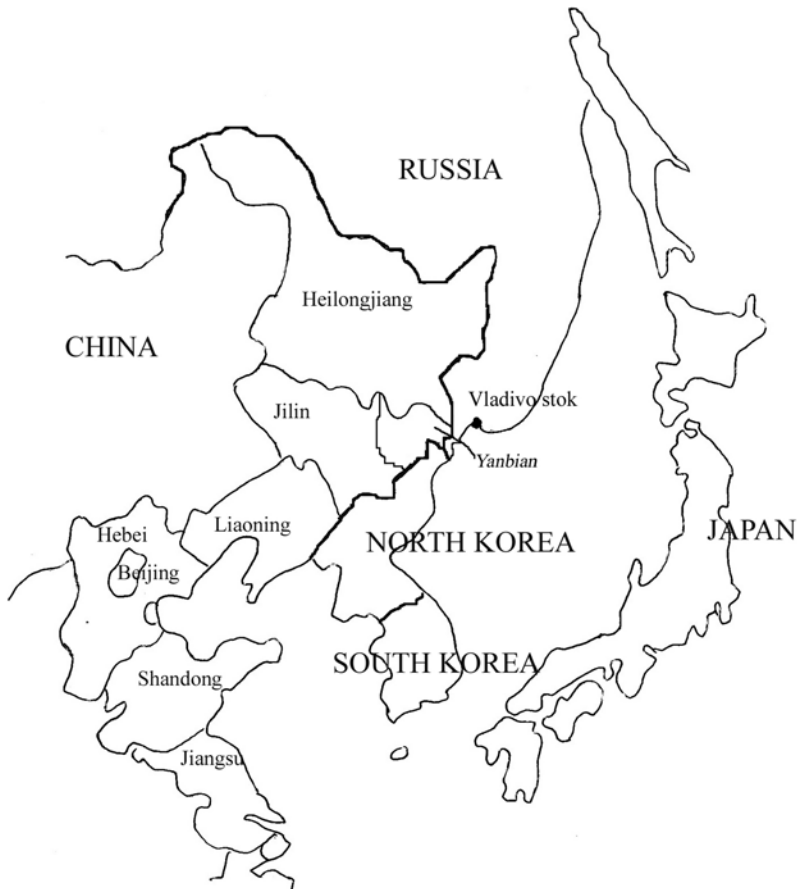 RUSSIA
Heilongjiang
CHINA
Vladivo stok
Jilin
Yanbian
Liaoning
Hebei
NORTH KOREA
JAPAN
Beijing
SOUTH KOREA
Shandong
Jiangsu